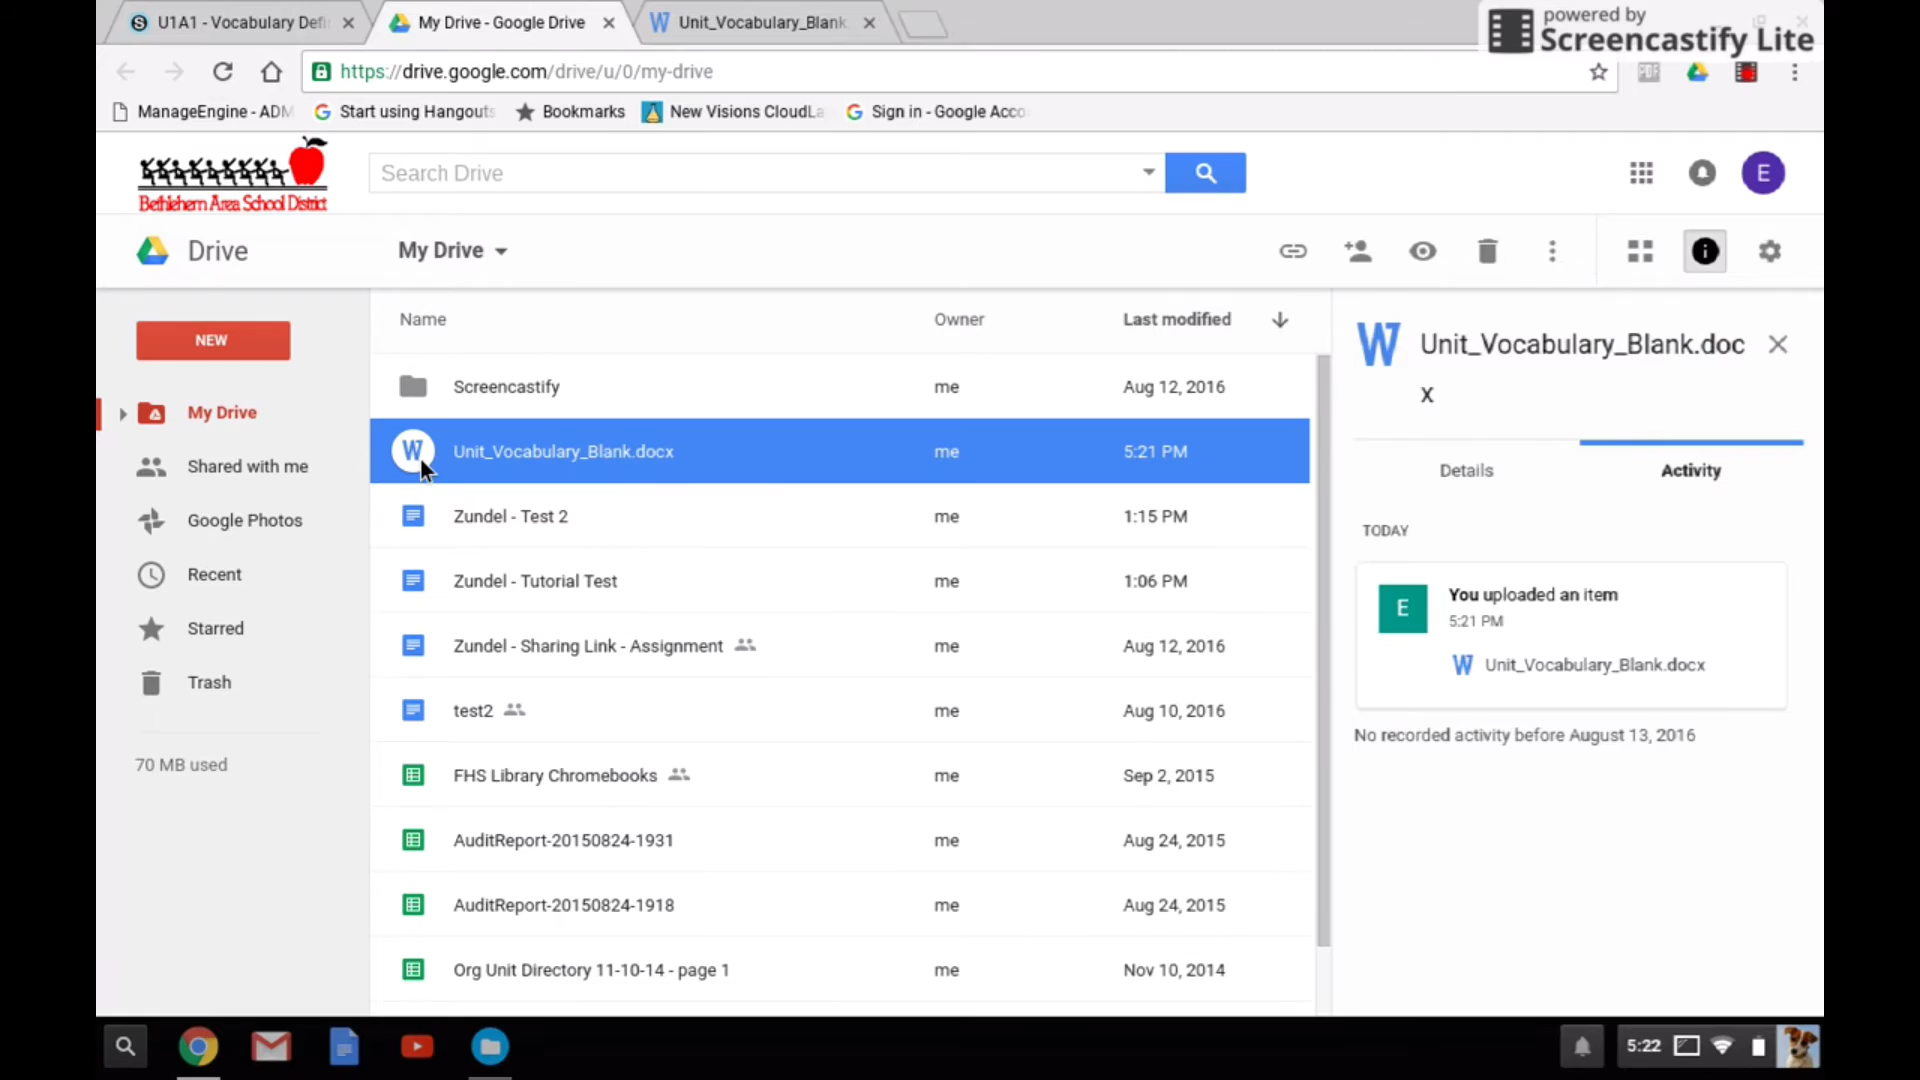 U1A1 - Vocabulary Defi
My Drive - Google Drive
Unit_Vocabulary_Blank.
powered by
Screencastify Lite
https://drive.google.com/drive/u/0/my-drive
ManageEngine - ADM
Start using Hangouts
Bookmarks
New Visions CloudLa
Sign in - Google Acco
Bethlehem Area School District
Search Drive
E
Drive
My Drive
NEW
My Drive
Shared with me
Google Photos
Recent
Starred
Trash
70 MB used
Name Owner Last modified
Screencastify me Aug 12, 2016
Unit_Vocabulary_Blank.docx me 5:21 PM
Zundel - Test 2 me 1:15 PM
Zundel - Tutorial Test me 1:06 PM
Zundel - Sharing Link - Assignment me Aug 12, 2016
test2 me Aug 10, 2016
FHS Library Chromebooks me Sep 2, 2015
AuditReport-20150824-1931 me Aug 24, 2015
AuditReport-20150824-1918 me Aug 24, 2015
Org Unit Directory 11-10-14 - page 1 me Nov 10, 2014
Unit_Vocabulary_Blank.doc
x
Details Activity
TODAY
E
You uploaded an item
5:21 PM
Unit_Vocabulary_Blank.docx
No recorded activity before August 13, 2016
5:22